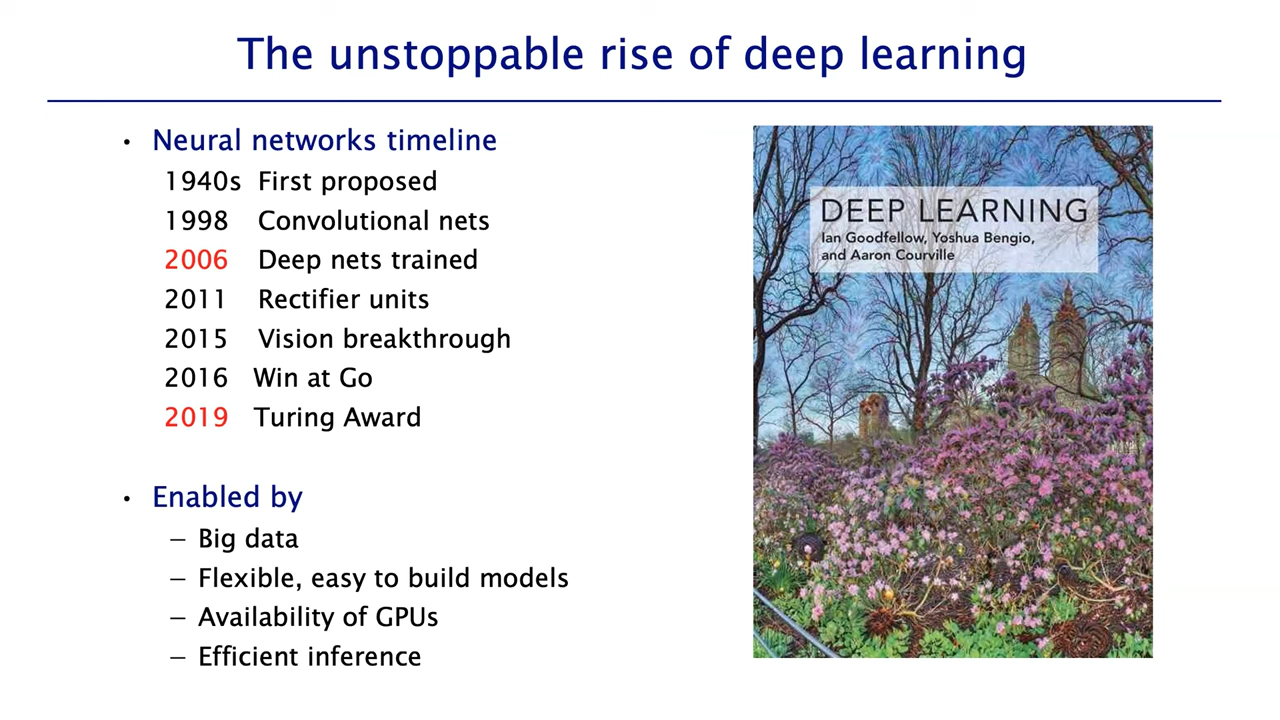 The unstoppable rise of deep learning
• Neural networks timeline
1940s First proposed
1998 Convolutional nets
2006 Deep nets trained
2011 Rectifier units
2015 Vision breakthrough
2016 Win at Go
2019 Turing Award
• Enabled by
– Big data
– Flexible, easy to build models
– Availability of GPUs
– Efficient inference
DEEP LEARNING
Ian Goodfellow, Yoshua Bengio,
and Aaron Courville